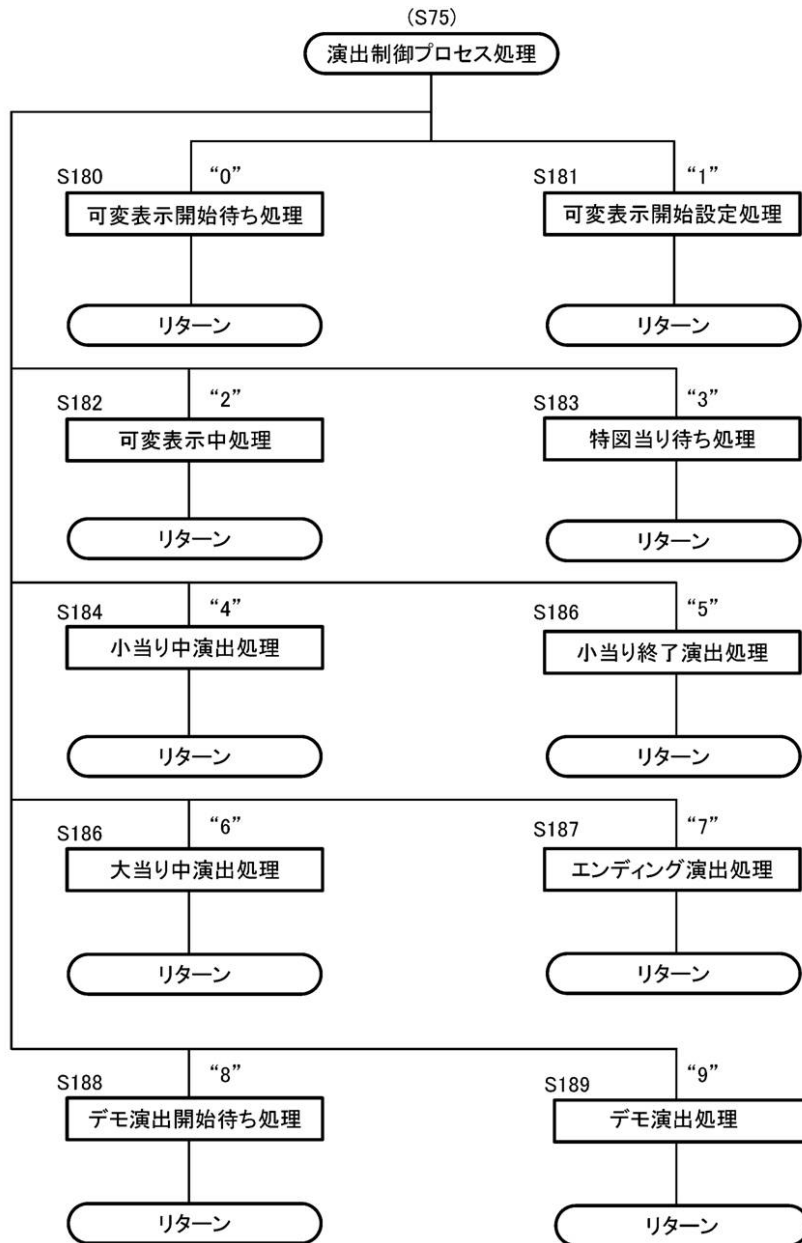 (S75)
演出制御プロセス処理
S180 “0”
可変表示開始待ち処理
リターン
S181 “1”
可変表示開始設定処理
リターン
S182 “2”
可変表示中処理
リターン
S183 “3”
特図当り待ち処理
リターン
S184 “4”
小当り中演出処理
リターン
S186 “5”
小当り終了演出処理
リターン
S186 “6”
大当り中演出処理
リターン
S187 “7”
エンディング演出処理
リターン
S188 “8”
デモ演出開始待ち処理
リターン
S189 “9”
デモ演出処理
リターン